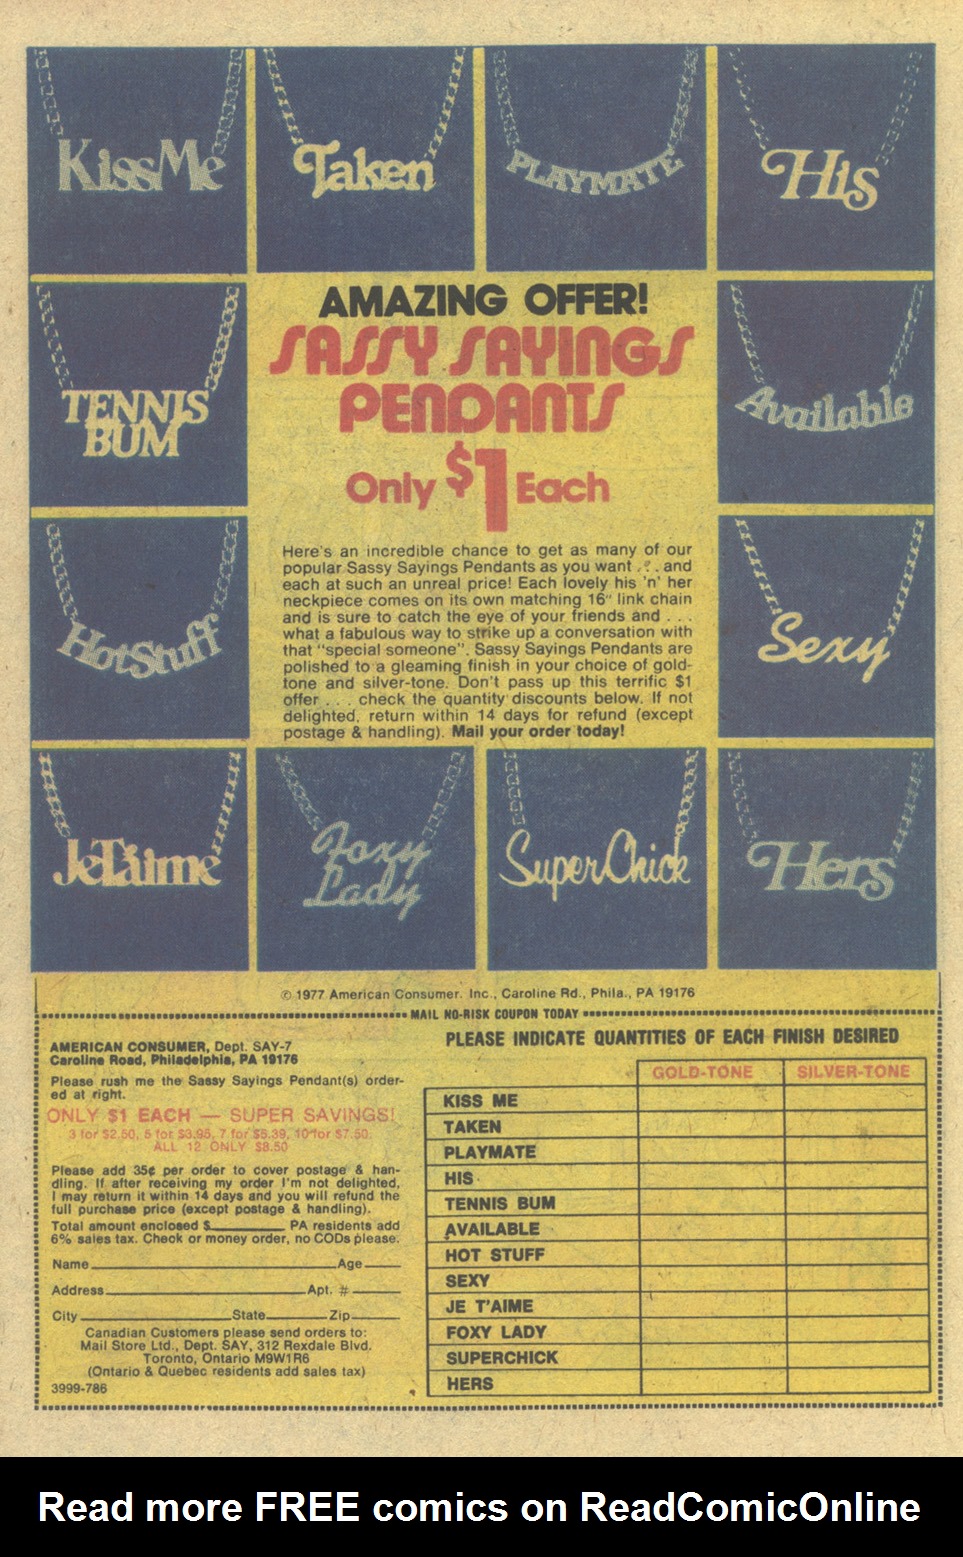 KissMe
Taken
PLAYMATE
His
AMAZING OFFER!
SASSY SAYINGS
PENDANTS
Only $1 Each
TENNIS
BUM
Available
HotStuff
Sexy
Here's an incredible chance to get as many of our
popular Sassy Sayings Pendants as you want . . . and
each at such an unreal price! Each lovely his 'n' her
neckpiece comes on its own matching 16" link chain
and is sure to catch the eye of your friends and . . .
what a fabulous way to strike up a conversation with
that "special someone". Sassy Sayings Pendants are
polished to a gleaming finish in your choice of gold-
tone and silver-tone. Don't pass up this terrific $1
offer . . . check the quantity discounts below. If not
delighted, return within 14 days for refund (except
postage & handling). Mail your order today!
JeT'aime
Foxy
Lady
SuperChick
Hers
© 1977 American Consumer, Inc., Caroline Rd., Phila., PA 19176
MAIL NO-RISK COUPON TODAY
AMERICAN CONSUMER, Dept. SAY-7
Caroline Road, Philadelphia, PA 19176
Please rush me the Sassy Sayings Pendant(s) order-
ed at right.
ONLY $1 EACH — SUPER SAVINGS!
3 for $2.50, 5 for $3.95, 7 for $5.39, 10 for $7.50,
ALL 12 ONLY $8.50
Please add 35¢ per order to cover postage & han-
dling. If after receiving my order I'm not delighted,
I may return it within 14 days and you will refund the
full purchase price (except postage & handling).
Total amount enclosed $ PA residents add
6% sales tax. Check or money order, no CODs please.
Name Age
Address Apt. #
City State Zip
Canadian Customers please send orders to:
Mail Store Ltd., Dept. SAY, 312 Rexdale Blvd.
Toronto, Ontario M9W1R6
(Ontario & Quebec residents add sales tax)
3999-786
PLEASE INDICATE QUANTITIES OF EACH FINISH DESIRED
GOLD-TONE SILVER-TONE
KISS ME
TAKEN
PLAYMATE
HIS
TENNIS BUM
AVAILABLE
HOT STUFF
SEXY
JE T'AIME
FOXY LADY
SUPERCHICK
HERS
Read more FREE comics on ReadComicOnline